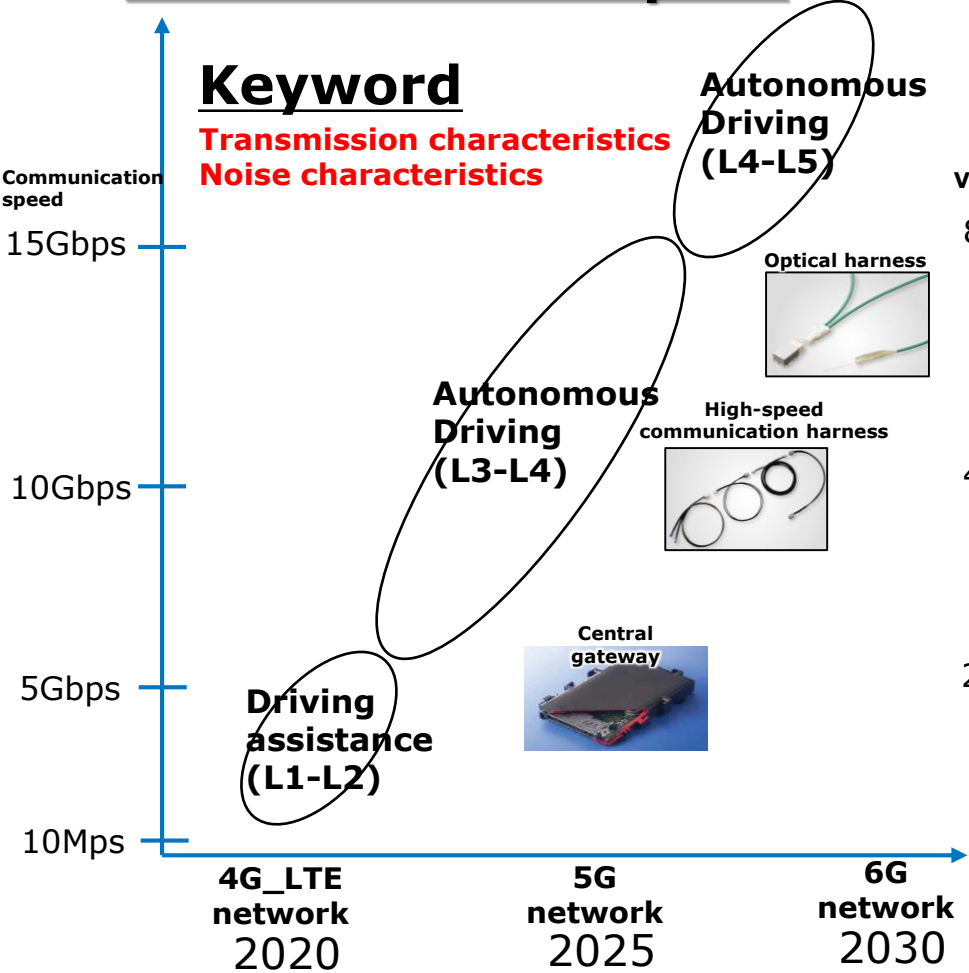 Keyword
Transmission characteristics
Noise characteristics
Autonomous
Driving
(L4-L5)
Communication
speed
15Gbps
Optical harness
Autonomous
Driving
(L3-L4)
High-speed
communication harness
10Gbps
Central
gateway
5Gbps
Driving
assistance
(L1-L2)
10Mps
4G_LTE
network
2020
5G
network
2025
6G
network
2030